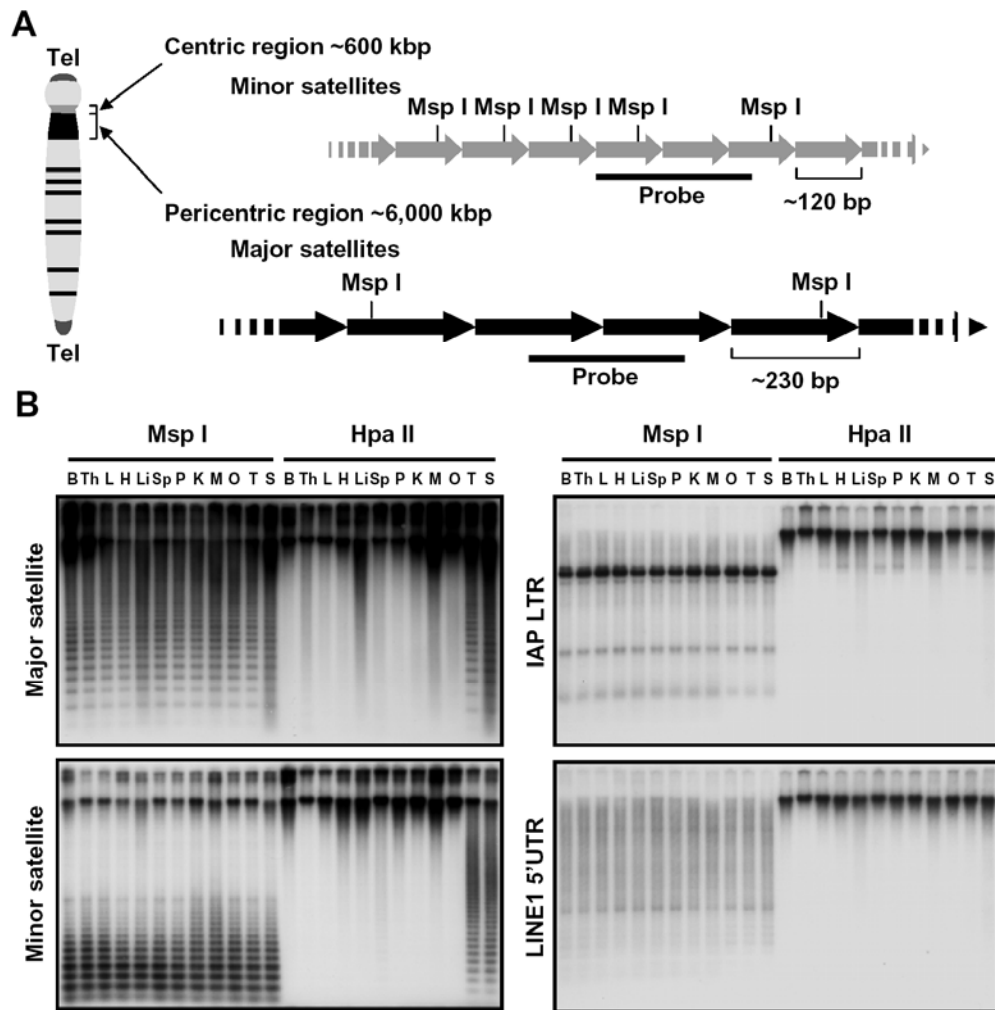 A
Tel
Centric region ~600 kbp
Minor satellites
Msp I Msp I Msp I Msp I Msp I
Probe
~120 bp
Pericentric region ~6,000 kbp
Major satellites
Msp I Msp I
Probe
~230 bp
Tel
B
Msp I Hpa II
B Th L H Li Sp P K M O T S B Th L H Li Sp P K M O T S
Major satellite
Minor satellite
Msp I Hpa II
B Th L H Li Sp P K M O T S B Th L H Li Sp P K M O T S
IAP LTR
LINE1 5'UTR